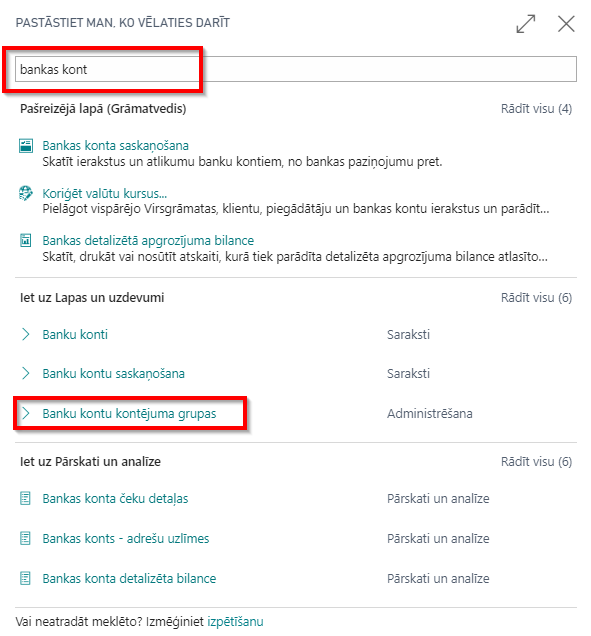 PASTĀSTIET MAN, KO VĒLATIES DARĪT
bankas kont
Pašreizējā lapā (Grāmatvedis) Rādīt visu (4)
Bankas konta saskaņošana
Skatīt ierakstus un atlikumu banku kontiem, no bankas paziņojumu pret.
Koriģēt valūtu kursus...
Pielāgot vispārējo Virsgrāmatas, klientu, piegādātāju un bankas kontu ierakstus un parādīt...
Bankas detalizētā apgrozījuma bilance
Skatīt, drukāt vai nosūtīt atskaiti, kurā tiek parādīta detalizēta apgrozījuma bilance atlasīto...
Iet uz Lapas un uzdevumi Rādīt visu (6)
Banku konti Saraksti
Banku kontu saskaņošana Saraksti
Banku kontu kontējuma grupas Administrēšana
Iet uz Pārskati un analīze Rādīt visu (6)
Bankas konta čeku detaļas Pārskati un analīze
Bankas konts - adrešu uzlīmes Pārskati un analīze
Bankas konta detalizēta bilance Pārskati un analīze
Vai neatradāt meklēto? Izmēģiniet izpētīšanu